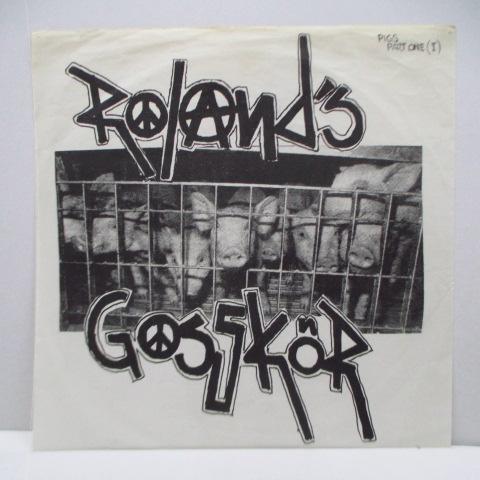 PIGS
PART ONE (I)
Roland's
Gosskör